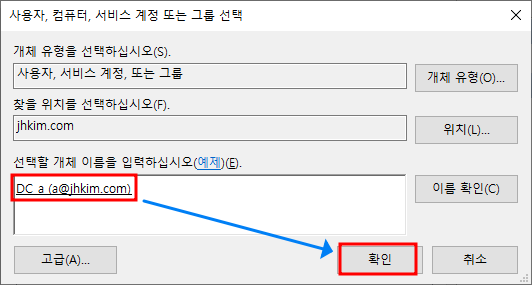 사용자, 컴퓨터, 서비스 계정 또는 그룹 선택
개체 유형을 선택하십시오(S).
사용자, 서비스 계정, 또는 그룹
개체 유형(O)...
찾을 위치를 선택하십시오(F).
jhkim.com
위치(L)...
선택할 개체 이름을 입력하십시오(예제)(E).
DC_a (a@jhkim.com)
이름 확인(C)
고급(A)...
확인
취소